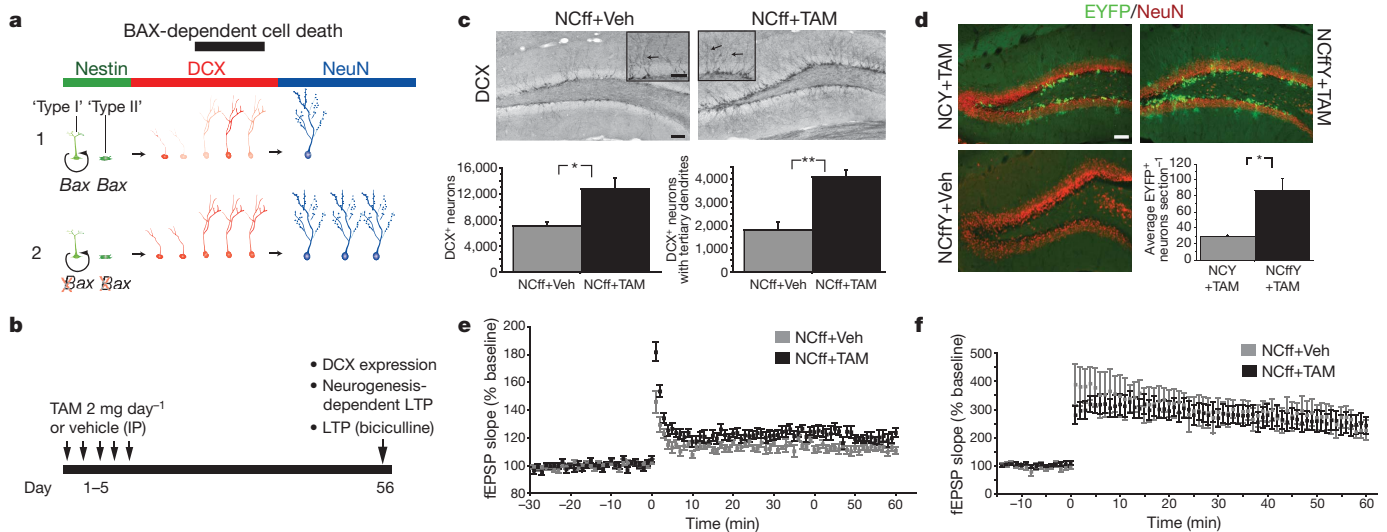 a
BAX-dependent cell death
Nestin
DCX
NeuN
'Type I' 'Type II'
1
Bax Bax
2
Bax Bax
b
TAM 2 mg day⁻¹
or vehicle (IP)
• DCX expression
• Neurogenesis-
dependent LTP
• LTP (biciculline)
Day
1–5
56
c
NCff+Veh
NCff+TAM
DCX
DCX⁺ neurons
16,000
12,000
8,000
4,000
0
*
NCff+Veh NCff+TAM
DCX⁺ neurons
with tertiary dendrites
4,000
3,000
2,000
1,000
0
**
NCff+Veh NCff+TAM
d
EYFP/NeuN
NCY+TAM
NCffY+TAM
NCffY+Veh
Average EYFP⁺
neurons section⁻¹
120
100
80
60
40
20
0
*
NCY
+TAM
NCffY
+TAM
e
fEPSP slope (% baseline)
200
180
160
140
120
100
80
NCff+Veh
NCff+TAM
−30 −20 −10 0 10 20 30 40 50 60
Time (min)
f
fEPSP slope (% baseline)
500
400
300
200
100
0
NCff+Veh
NCff+TAM
−10 0 10 20 30 40 50 60
Time (min)